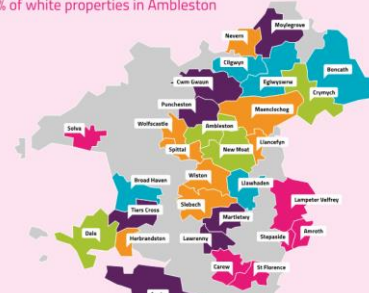 % of white properties in Ambleston
Moylegrove
Nevern
Cilgwyn
Boncath
Eglwyswrw
Cwm Gwaun
Crymych
Puncheston
Maenclochog
Wolfscastle
Ambleston
Solva
Llancefyn
Spittal
New Moat
Wiston
Broad Haven
Llawhaden
Lampeter Velfrey
Slebech
Tiers Cross
Martletwy
Dale
Herbrandston
Lawrenny
Stepaside
Amroth
Carew
St Florence